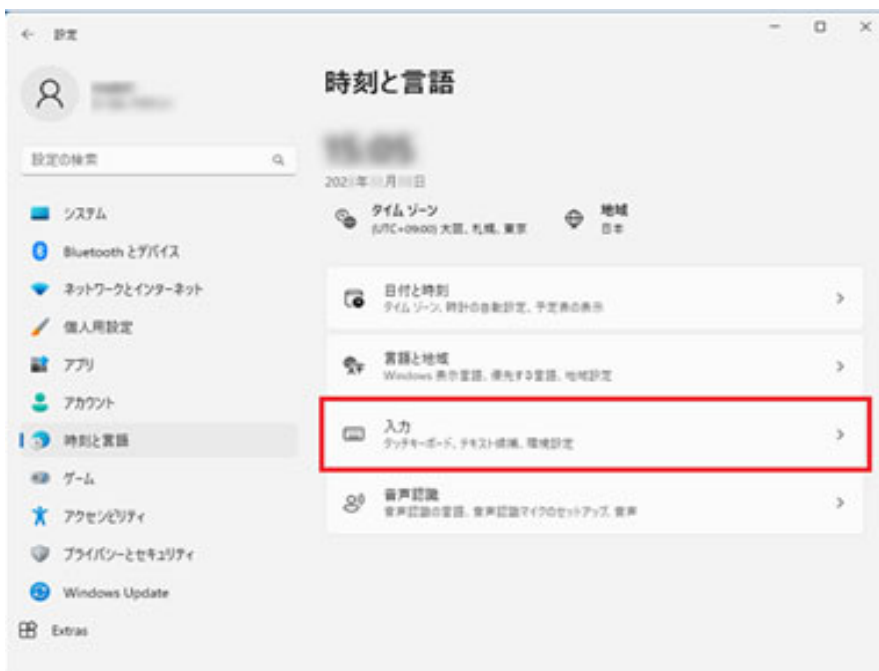 設定
時刻と言語
設定の検索
15:05
202 年 月 日
タイム ゾーン
(UTC+09:00) 大阪、札幌、東京
地域
日本
システム
Bluetooth とデバイス
ネットワークとインターネット
個人用設定
アプリ
アカウント
時刻と言語
ゲーム
アクセシビリティ
プライバシーとセキュリティ
Windows Update
Extras
日付と時刻
タイム ゾーン、時計の自動設定、予定表の表示
言語と地域
Windows 表示言語、優先する言語、地域設定
入力
タッチキーボード、テキスト候補、環境設定
音声認識
音声認識の言語、音声認識マイクのセットアップ、音声